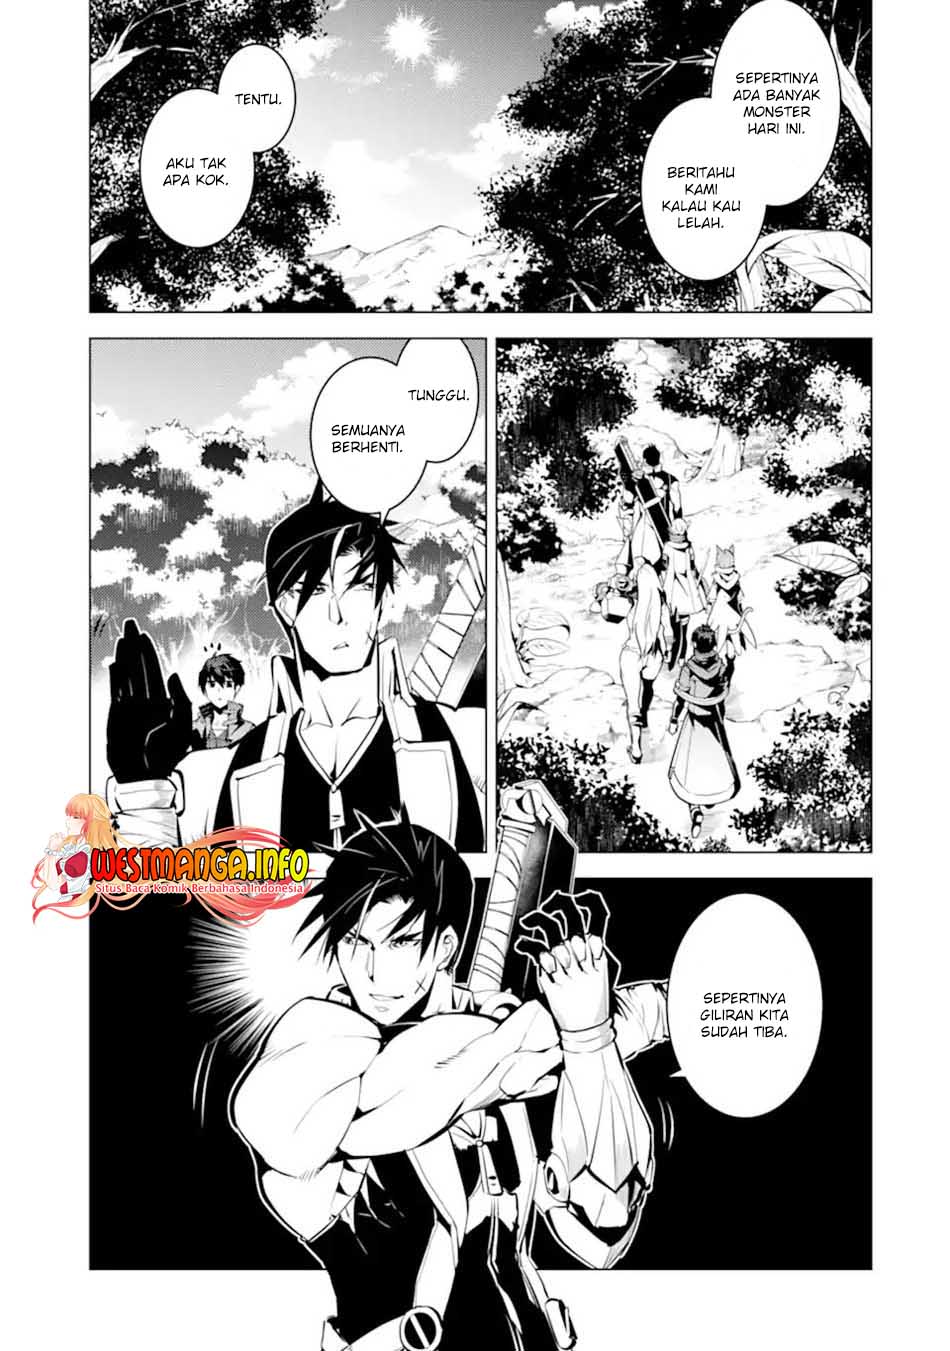 SEPERTINYA
ADA BANYAK
MONSTER
HARI INI.
BERITAHU
KAMI
KALAU KAU
LELAH.
TENTU.
AKU TAK
APA KOK.
TUNGGU.
SEMUANYA
BERHENTI.
WESTMANGA.INFO
Situs Baca Komik Berbahasa Indonesia
SEPERTINYA
GILIRAN KITA
SUDAH TIBA.